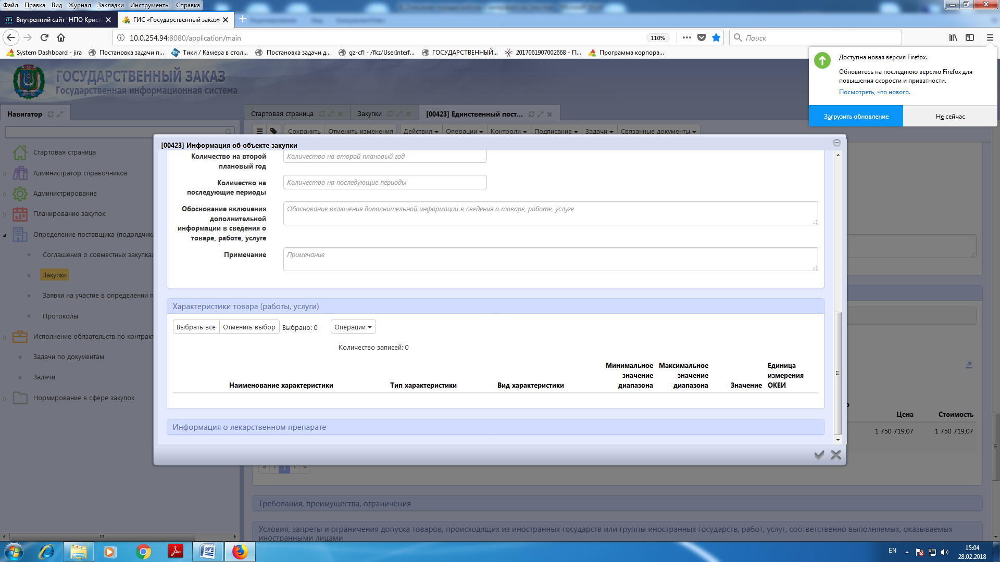 Файл Правка Вид Журнал Закладки Инструменты Справка
Внутренний сайт "НПО Крист
ГИС «Государственный заказ»
10.0.254.94:8080/application/main
110%
Поиск
System Dashboard - jira
Постановка задачи п...
Тики / Камера в стол...
Постановка задачи д...
gz-cfl - /fkz/UserInterf...
ГОСУДАРСТВЕННЫЙ...
2017061907002668 - П...
Программа корпора...
Доступна новая версия Firefox.
Обновитесь на последнюю версию Firefox для
повышения скорости и приватности.
Посмотреть, что нового.
Загрузить обновление
Не сейчас
ГОСУДАРСТВЕННЫЙ ЗАКАЗ
Государственная информационная система
Навигатор
Стартовая страница
Закупки
[00423] Единственный пост...
Сохранить
Отменить изменения
Действия
Операции
Контроли
Подписание
Задачи
Связанные документы
Стартовая страница
Администратор справочников
Администрирование
Планирование закупок
Определение поставщика (подрядчика
Соглашения о совместных закупках
Закупки
Заявки на участие в определении п
Протоколы
Исполнение обязательств по контракт
Задачи по документам
Задачи
Нормирование в сфере закупок
[00423] Информация об объекте закупки
Количество на второй
плановый год
Количество на второй плановый год
Количество на
последующие периоды
Количество на последующие периоды
Обоснование включения
дополнительной
информации в сведения о
товаре, работе, услуге
Обоснование включения дополнительной информации в сведения о товаре, работе, услуге
Примечание
Примечание
Характеристики товара (работы, услуги)
Выбрать все
Отменить выбор
Выбрано: 0
Операции
Количество записей: 0
Наименование характеристики
Тип характеристики
Вид характеристики
Минимальное
значение
диапазона
Максимальное
значение
диапазона
Значение
Единица
измерения
ОКЕИ
Информация о лекарственном препарате
Цена
Стоимость
1 750 719,07
1 750 719,07
« ‹ 1 › »
Требования, преимущества, ограничения
Условия, запреты и ограничения допуска товаров, происходящих из иностранных государств или группы иностранных государств, работ, услуг, соответственно выполняемых, оказываемых
иностранными лицами
EN
15:04
28.02.2018